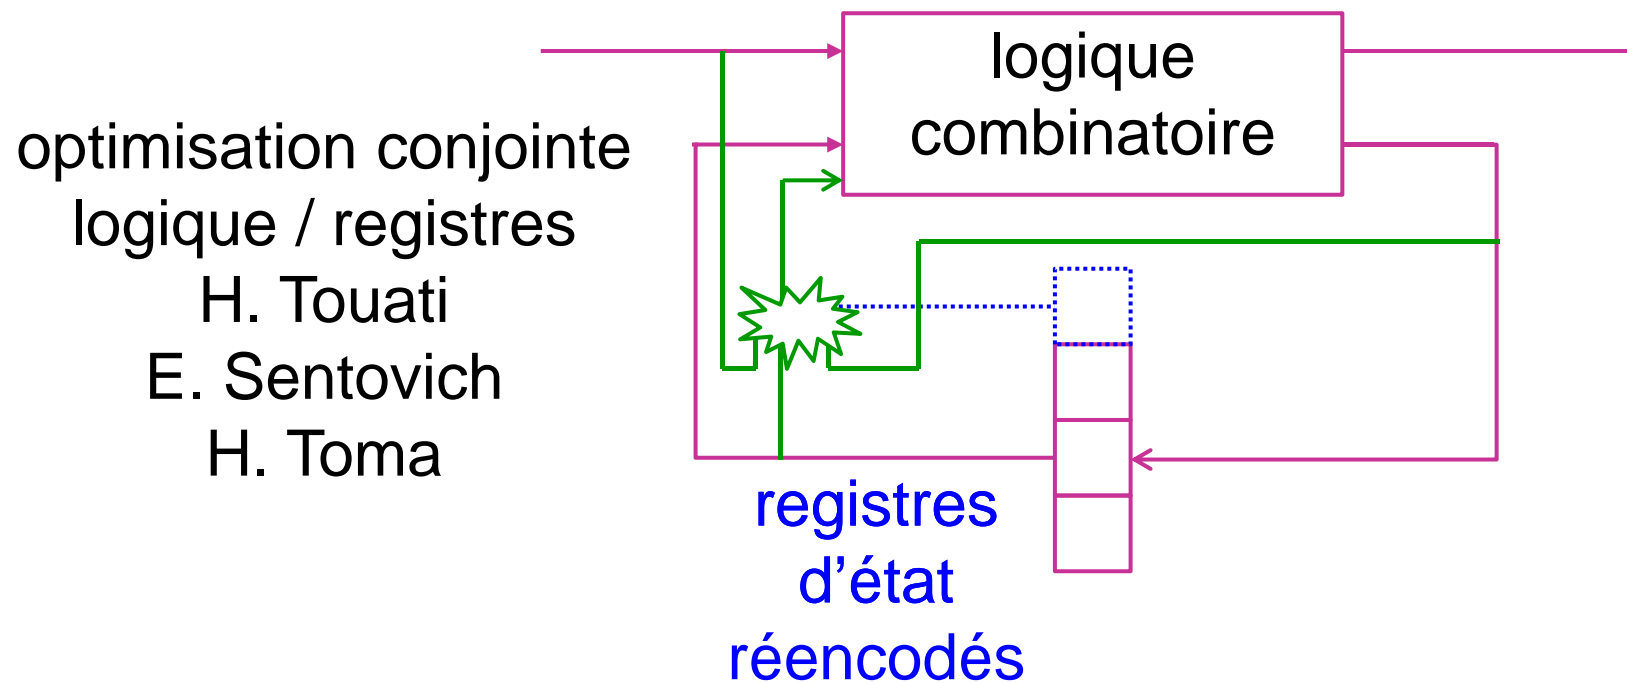 logique
combinatoire
optimisation conjointe
logique / registres
H. Touati
E. Sentovich
H. Toma
registres
d’état
réencodés